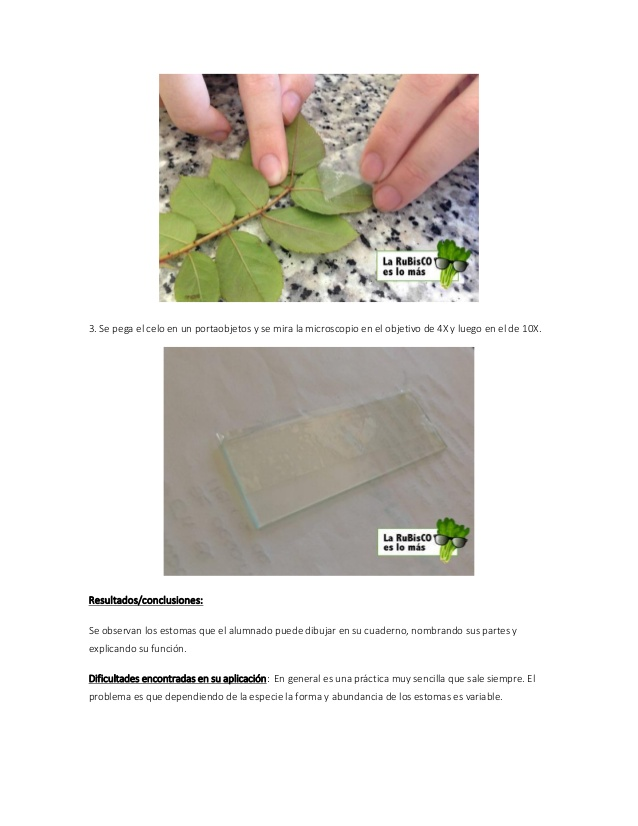 La RuBisCO
es lo más
3. Se pega el celo en un portaobjetos y se mira la microscopio en el objetivo de 4X y luego en el de 10X.
La RuBisCO
es lo más
Resultados/conclusiones:
Se observan los estomas que el alumnado puede dibujar en su cuaderno, nombrando sus partes y
explicando su función.
Dificultades encontradas en su aplicación: En general es una práctica muy sencilla que sale siempre. El
problema es que dependiendo de la especie la forma y abundancia de los estomas es variable.